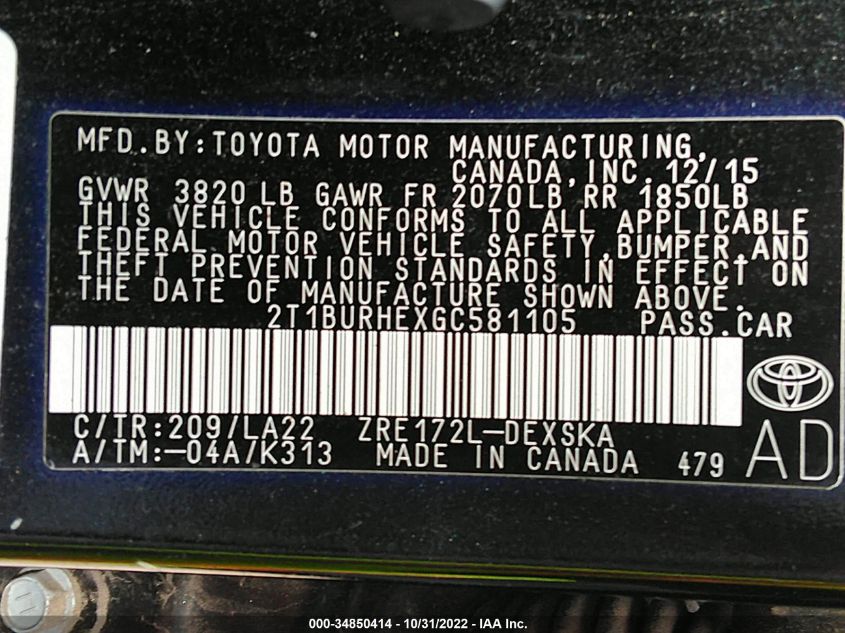 MFD.BY:TOYOTA MOTOR MANUFACTURING,
CANADA,INC. 12/15
GVWR 3820 LB GAWR FR 2070LB RR 1850LB
THIS VEHICLE CONFORMS TO ALL APPLICABLE
FEDERAL MOTOR VEHICLE SAFETY,BUMPER,AND
THEFT PREVENTION STANDARDS IN EFFECT ON
THE DATE OF MANUFACTURE SHOWN ABOVE.
2T1BURHEXGC581105 PASS.CAR
C/TR:209/LA22 ZRE172L-DEXSKA
A/TM:-04A/K313 MADE IN CANADA 479 AD
000-34850414 - 10/31/2022 - IAA Inc.